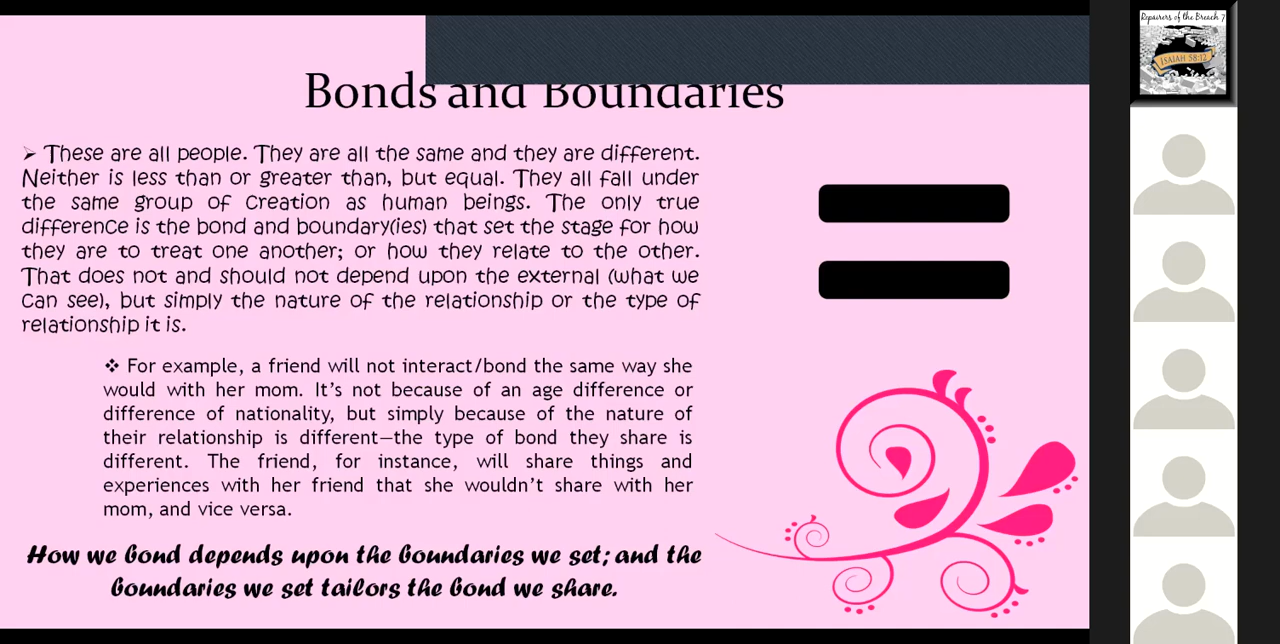 Repairers of the Breach 7
ISAIAH 58:12
Bonds and Boundaries
➢ These are all people. They are all the same and they are different.
Neither is less than or greater than, but equal. They all fall under
the same group of Creation as human beings. The only true
difference is the bond and boundary(ies) that set the stage for how
they are to treat one another; or how they relate to the other.
That does not and should not depend upon the external (what we
can see), but simply the nature of the relationship or the type of
relationship it is.
❖ For example, a friend will not interact/bond the same way she
would with her mom. It’s not because of an age difference or
difference of nationality, but simply because of the nature of
their relationship is different—the type of bond they share is
different. The friend, for instance, will share things and
experiences with her friend that she wouldn’t share with her
mom, and vice versa.
How we bond depends upon the boundaries we set; and the
boundaries we set tailors the bond we share.